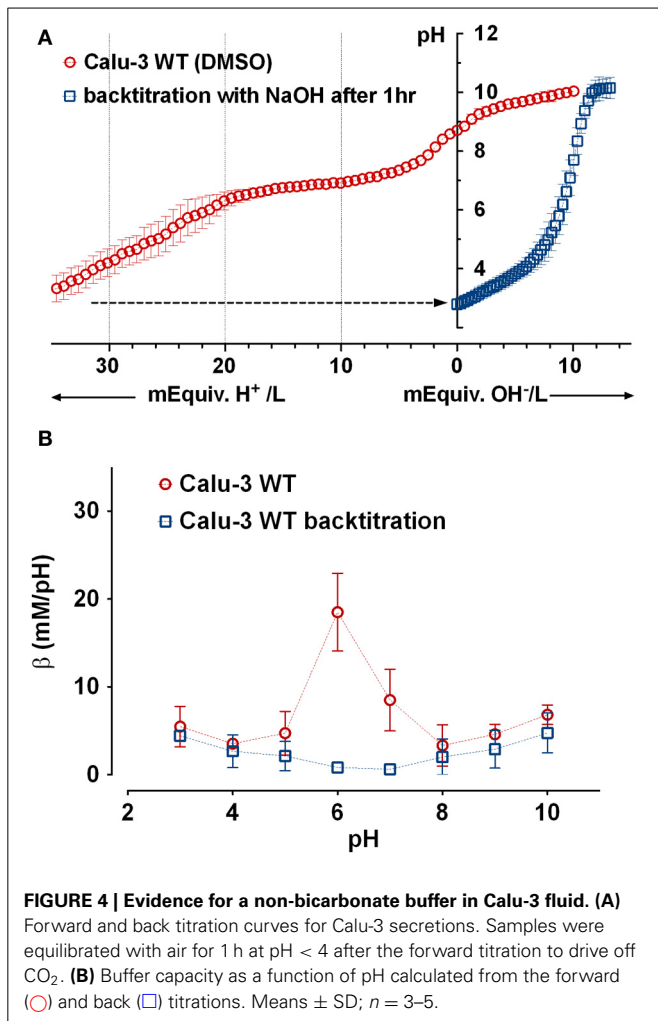 A
pH
12
Calu-3 WT (DMSO)
backtitration with NaOH after 1hr
10
8
6
4
30 20 10 0 10
mEquiv. H⁺ /L
mEquiv. OH⁻/L
B
Calu-3 WT
Calu-3 WT backtitration
β (mM/pH)
30
20
10
0
2 4 6 8 10
pH
FIGURE 4 | Evidence for a non-bicarbonate buffer in Calu-3 fluid. (A)
Forward and back titration curves for Calu-3 secretions. Samples were
equilibrated with air for 1 h at pH < 4 after the forward titration to drive off
CO₂. (B) Buffer capacity as a function of pH calculated from the forward
(○) and back (□) titrations. Means ± SD; n = 3–5.